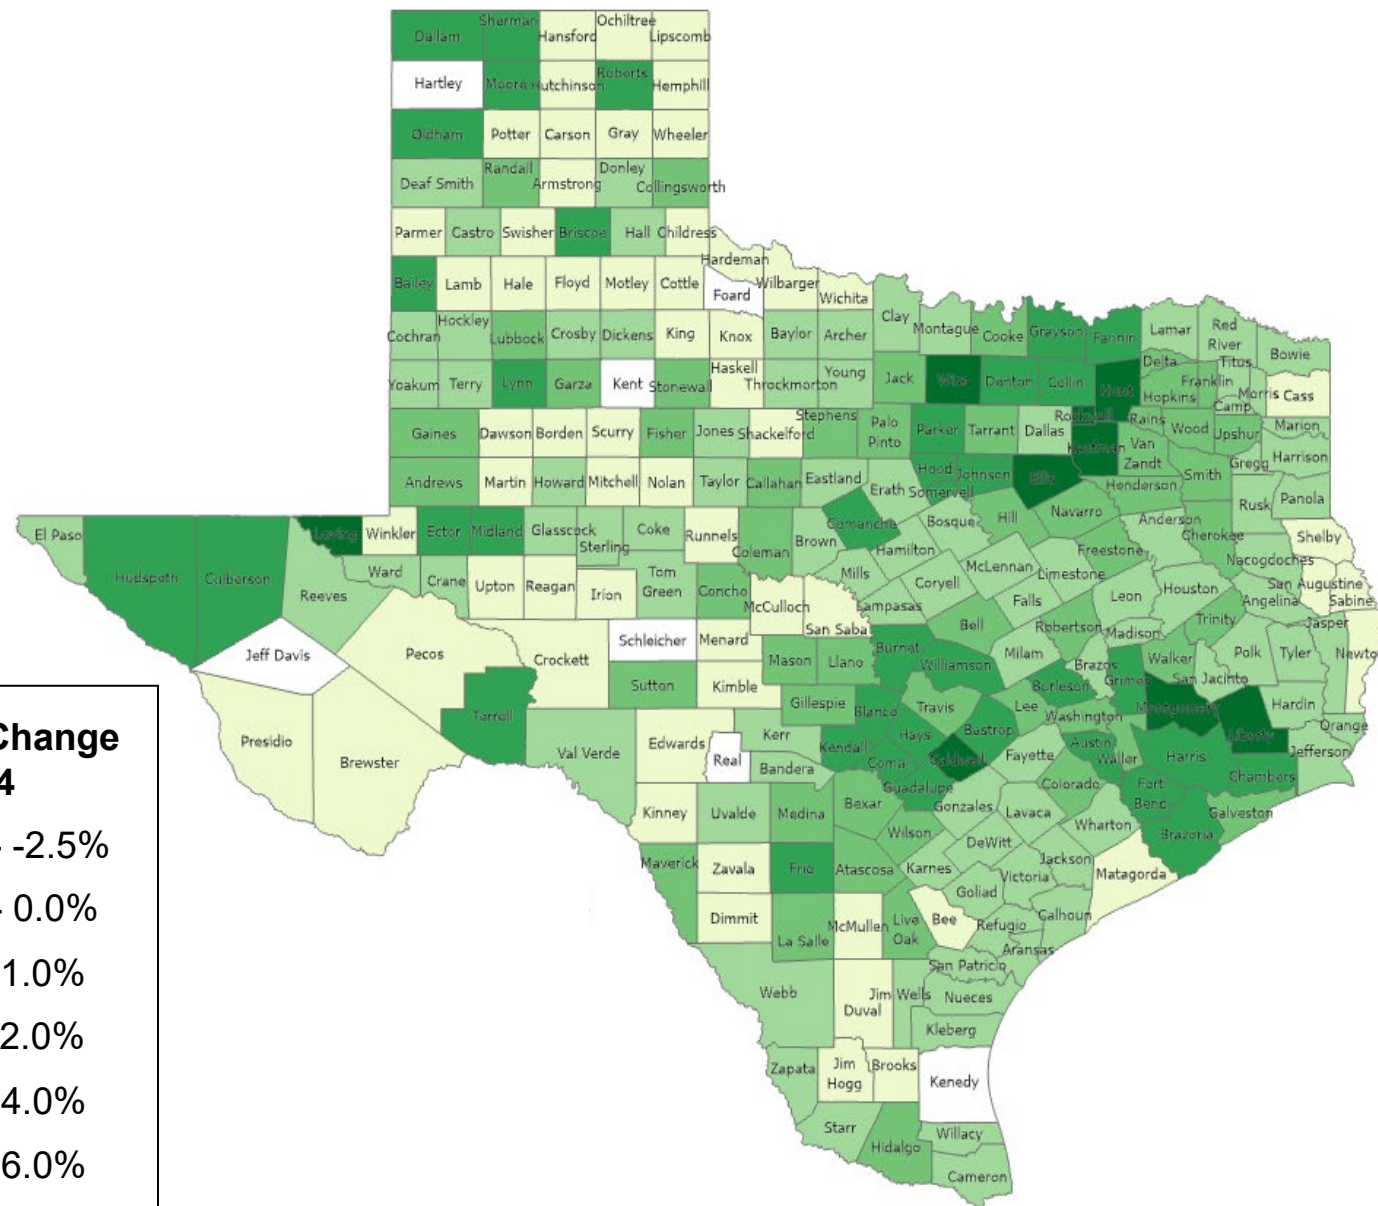 Dallam Sherman Hansford Ochiltree Lipscomb
Hartley Moore Hutchinson Roberts Hemphill
Oldham Potter Carson Gray Wheeler
Deaf Smith Randall Armstrong Donley Collingsworth
Parmer Castro Swisher Briscoe Hall Childress
Hardeman
Bailey Lamb Hale Floyd Motley Cottle Foard Wilbarger Wichita
Cochran Hockley Lubbock Crosby Dickens King Knox Baylor Archer Clay Montague Cooke Grayson Fannin Lamar Red River Bowie
Yoakum Terry Lynn Garza Kent Stonewall Haskell Throckmorton Young Jack Wise Denton Collin Hunt Delta Hopkins Franklin Titus Camp Morris Cass
Gaines Dawson Borden Scurry Fisher Jones Shackelford Stephens Palo Pinto Parker Tarrant Dallas Rockwall Kaufman Rains Van Zandt Wood Upshur Marion
Andrews Martin Howard Mitchell Nolan Taylor Callahan Eastland Erath Hood Somervell Johnson Ellis Henderson Smith Gregg Harrison
El Paso Hudspeth Culberson Loving Winkler Ector Midland Glasscock Sterling Coke Runnels Coleman Brown Comanche Hamilton Bosque Hill Navarro Anderson Cherokee Rusk Panola
Reeves Ward Crane Upton Reagan Irion Tom Green Concho McCulloch San Saba Mills Lampasas Coryell McLennan Limestone Freestone Leon Houston Nacogdoches Shelby
Angelina San Augustine Sabine
Jeff Davis Pecos Crockett Schleicher Menard Mason Llano Burnet Bell Falls Milam Robertson Madison Trinity Polk Tyler Jasper Newto
Presidio Brewster Terrell Sutton Kimble Gillespie Blanco Williamson Travis Lee Burleson Brazos Grimes Walker San Jacinto Hardin Orange
Val Verde Edwards Real Kerr Bandera Kendall Comal Hays Caldwell Bastrop Fayette Washington Austin Waller Montgomery Liberty Harris Chambers Jefferson
Kinney Uvalde Medina Bexar Guadalupe Wilson Gonzales Lavaca Colorado Wharton Fort Bend Brazoria Galveston
Maverick Zavala Frio Atascosa Karnes DeWitt Goliad Victoria Jackson Matagorda
Dimmit La Salle McMullen Live Oak Bee Refugio Calhoun Aransas
Webb Duval Jim Wells San Patricio Nueces
Kleberg
Zapata Jim Hogg Brooks Kenedy
Starr Hidalgo Willacy
Cameron
Change
4
- -2.5%
- 0.0%
1.0%
2.0%
4.0%
6.0%